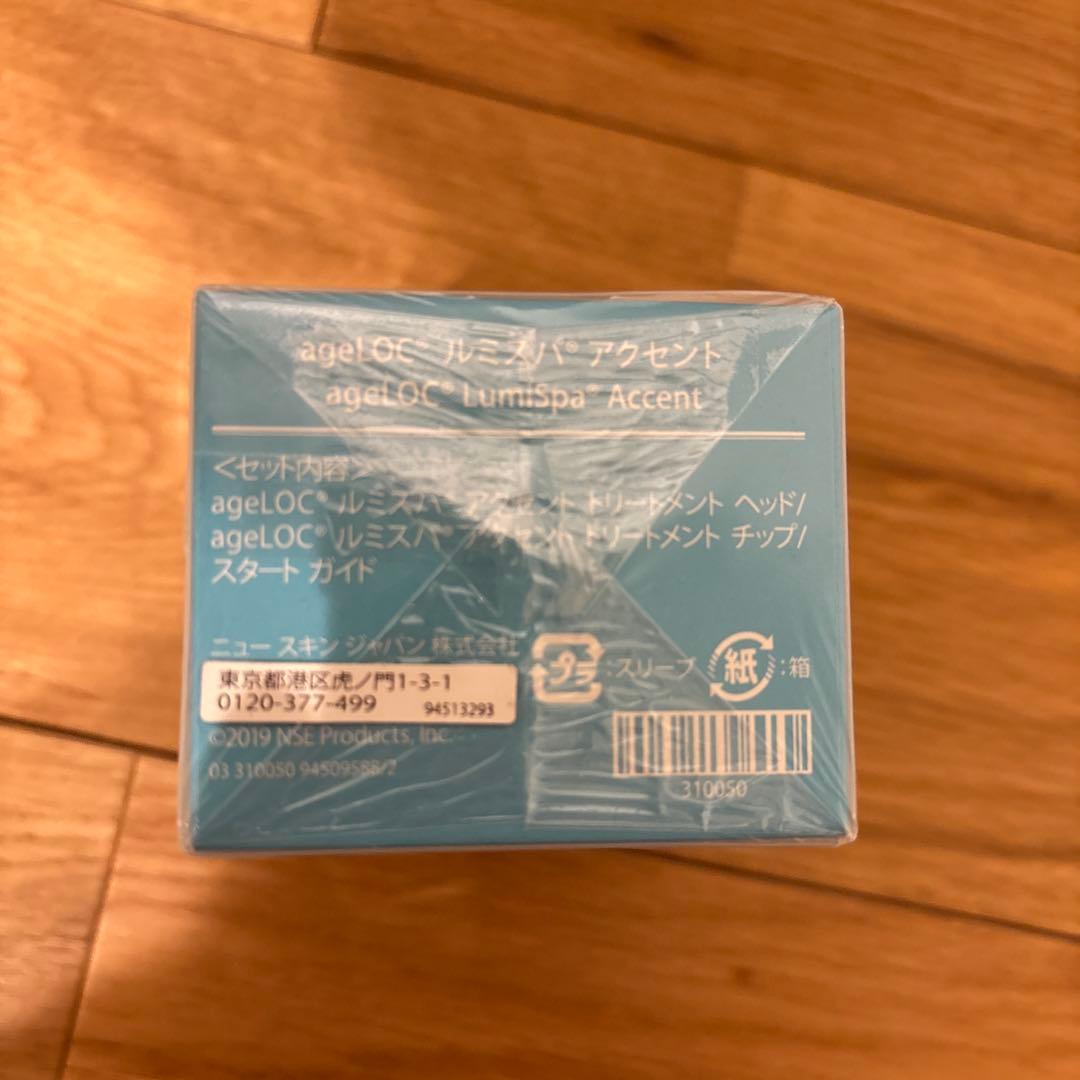 ageLOC® ルミスパ® アクセント
ageLOC® LumiSpa® Accent
＜セット内容＞
ageLOC® ルミスパ アクセント トリートメント ヘッド/
ageLOC® ルミスパ アクセント トリートメント チップ/
スタート ガイド
ニュー スキン ジャパン 株式会社
東京都港区虎ノ門1-3-1
0120-377-499 94513293
©2019 NSE Products, Inc.
03 310050 94509588/2
プラ :スリーブ 紙 :箱
310050